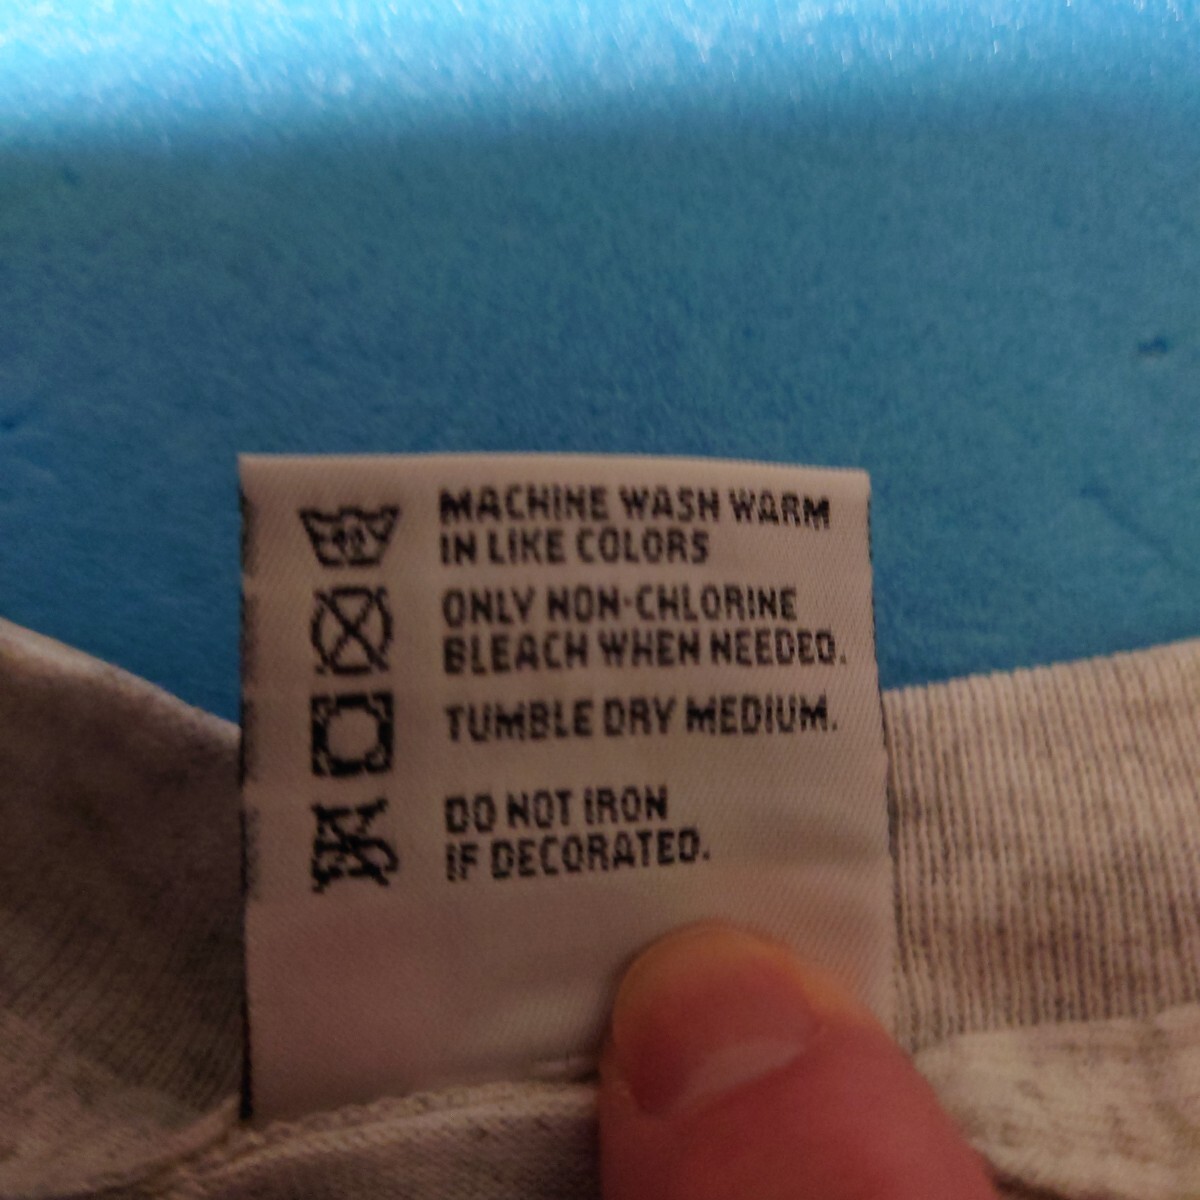 MACHINE WASH WARM
IN LIKE COLORS
ONLY NON-CHLORINE
BLEACH WHEN NEEDED.
TUMBLE DRY MEDIUM.
DO NOT IRON
IF DECORATED.